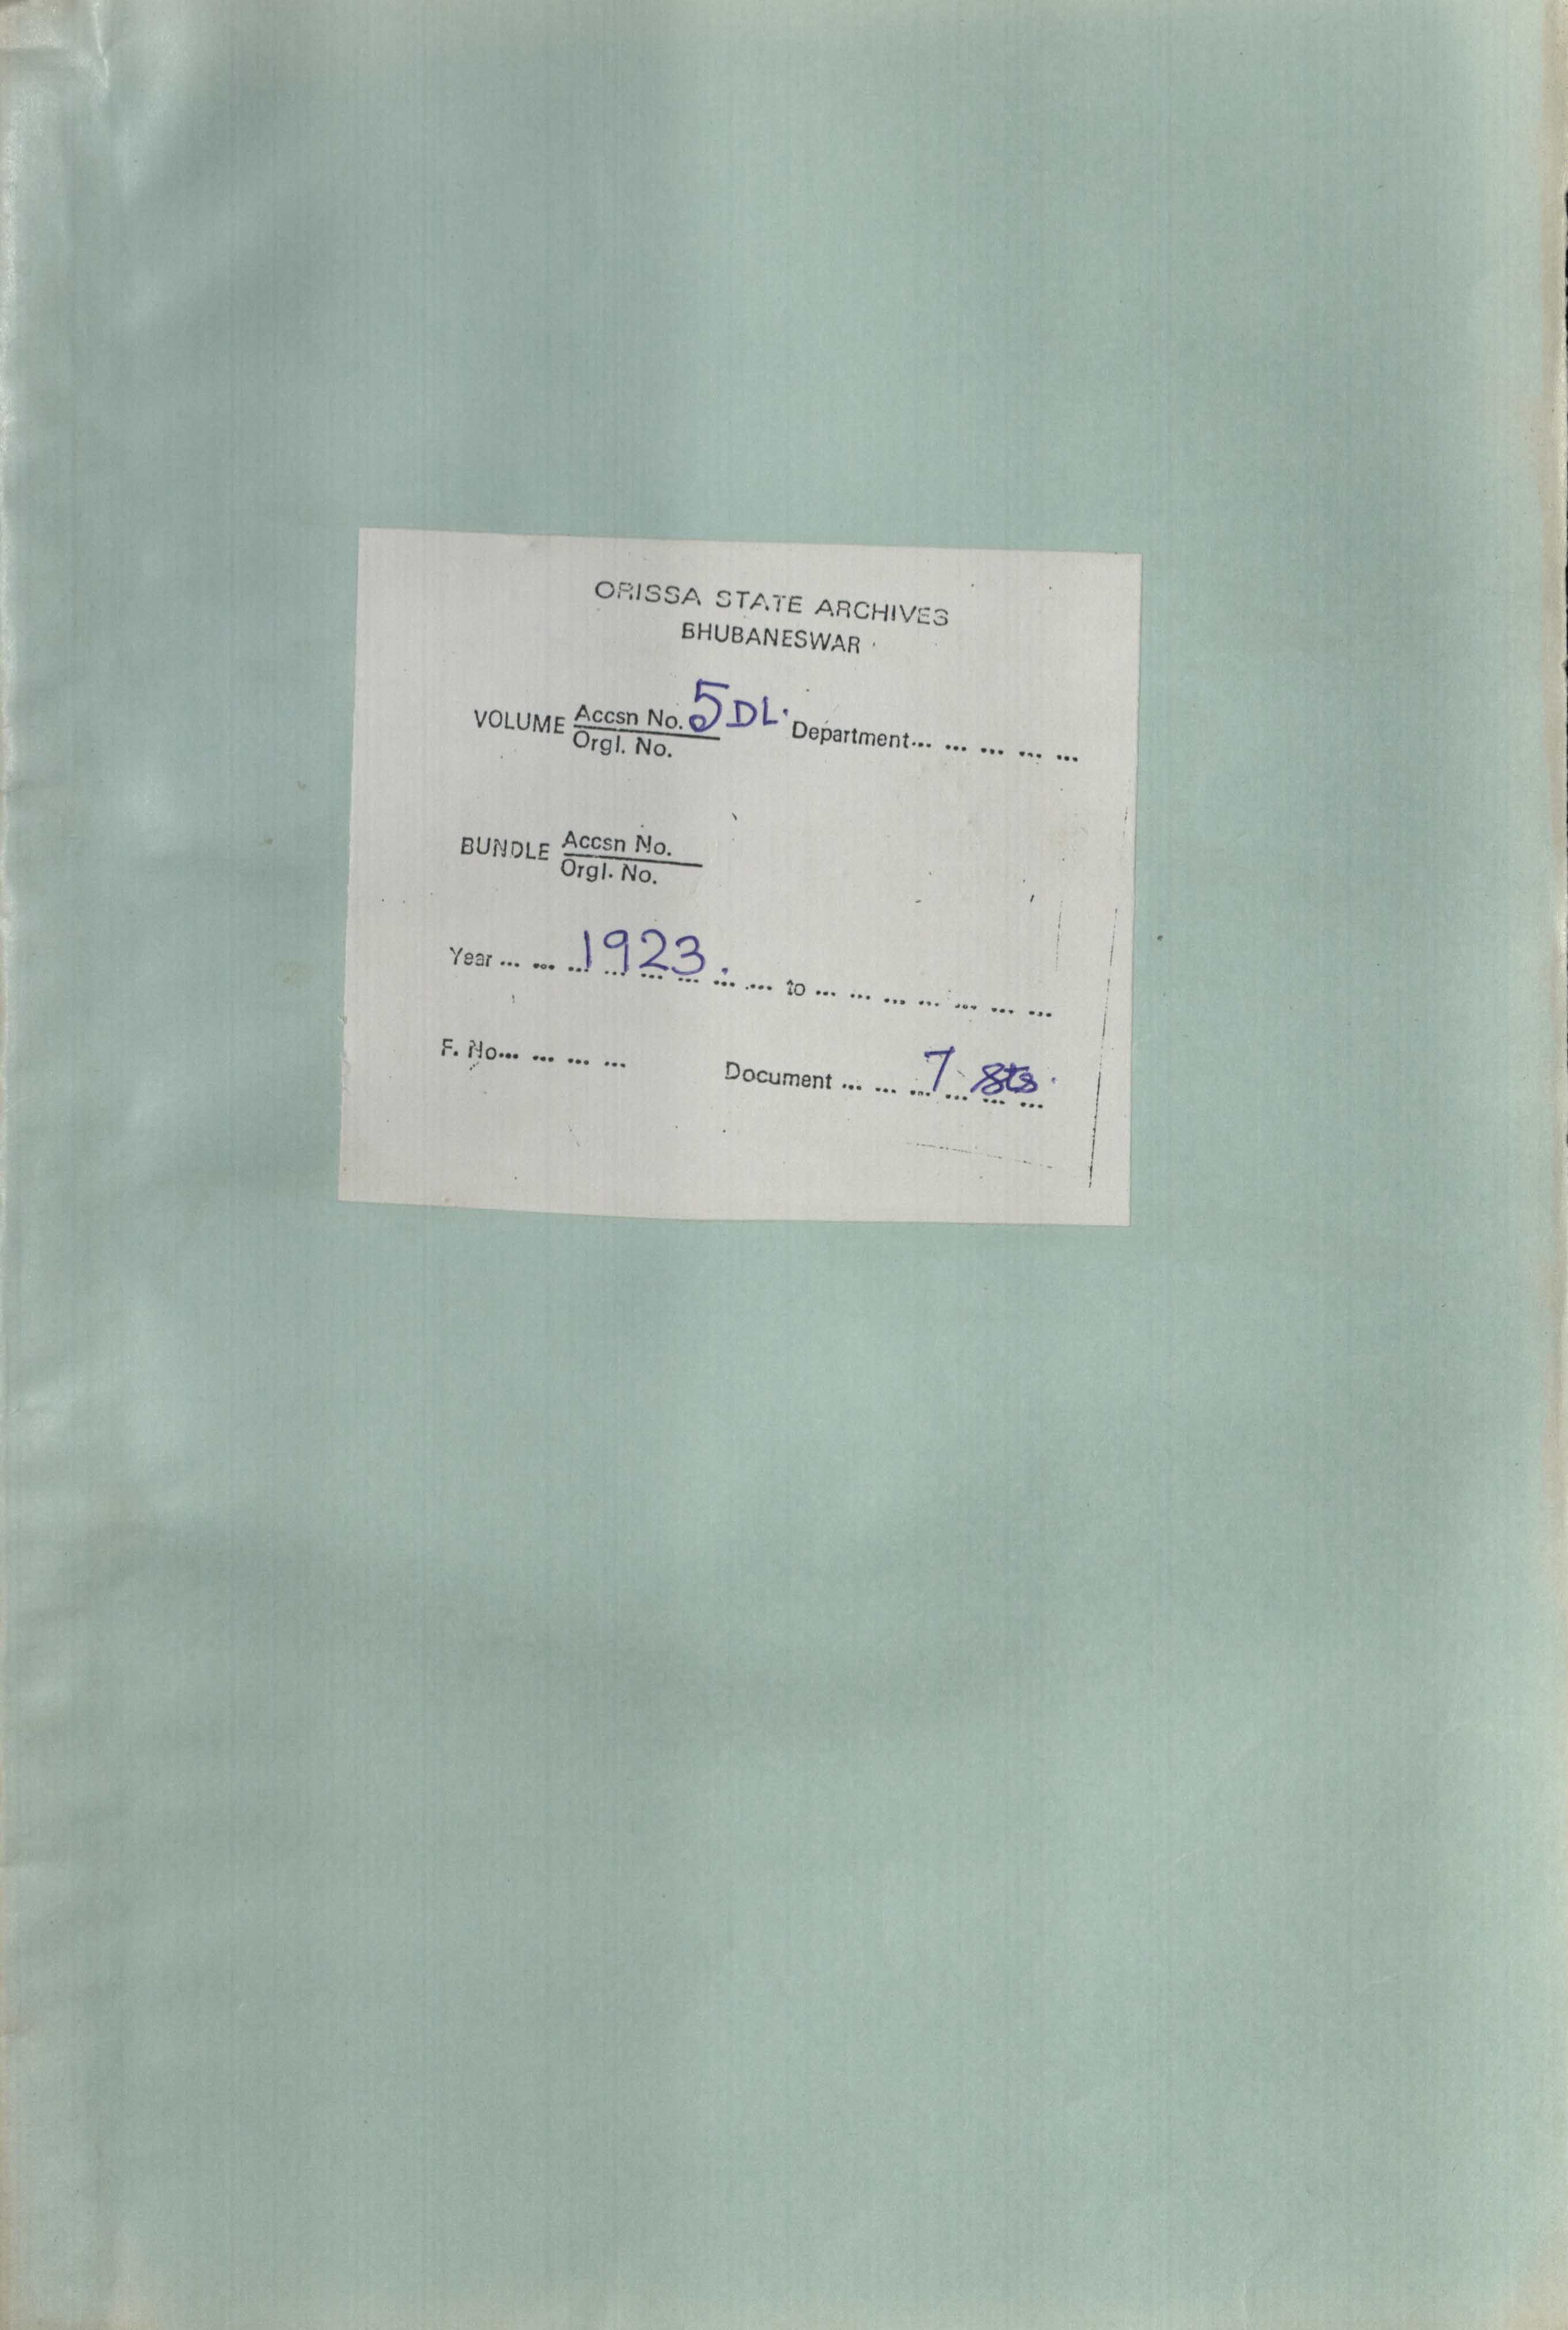 ORISSA STATE ARCHIVES
BHUBANESWAR
VOLUME Accsn No. 5DL. Department... ... ... ... ...
Orgl. No.
BUNDLE Accsn No.
Orgl. No.
Year ... ... ... 1923. ... ... ... ... ... to ... ... ... ... ... ... ...
F. No... ... ... ...
Document ... ... ... 7 sts. ... ... ...